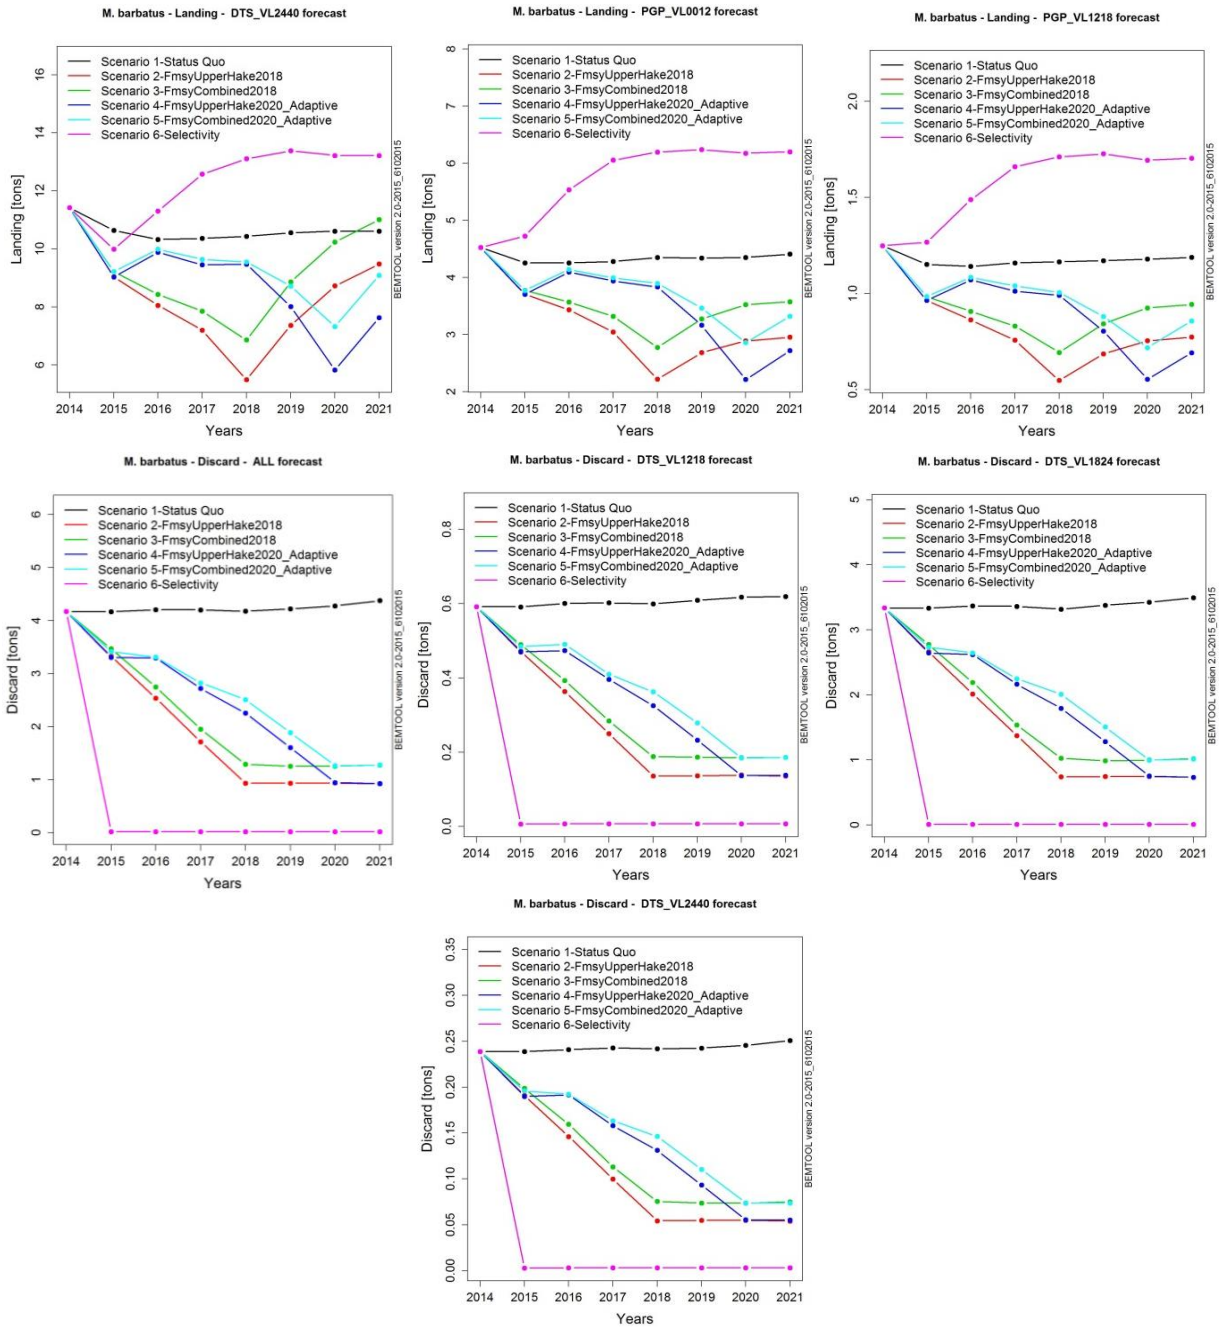 M. barbatus - Landing - DTS_VL2440 forecast
16
14
12
10
8
6
Landing [tons]
Scenario 1-Status Quo
Scenario 2-FmsyUpperHake2018
Scenario 3-FmsyCombined2018
Scenario 4-FmsyUpperHake2020_Adaptive
Scenario 5-FmsyCombined2020_Adaptive
Scenario 6-Selectivity
BEMTOOL version 2.0-2015_6102015
2014 2015 2016 2017 2018 2019 2020 2021
Years
M. barbatus - Landing - PGP_VL0012 forecast
8
7
6
5
4
3
2
Landing [tons]
Scenario 1-Status Quo
Scenario 2-FmsyUpperHake2018
Scenario 3-FmsyCombined2018
Scenario 4-FmsyUpperHake2020_Adaptive
Scenario 5-FmsyCombined2020_Adaptive
Scenario 6-Selectivity
BEMTOOL version 2.0-2015_6102015
2014 2015 2016 2017 2018 2019 2020 2021
Years
M. barbatus - Landing - PGP_VL1218 forecast
2.0
1.5
1.0
0.5
Landing [tons]
Scenario 1-Status Quo
Scenario 2-FmsyUpperHake2018
Scenario 3-FmsyCombined2018
Scenario 4-FmsyUpperHake2020_Adaptive
Scenario 5-FmsyCombined2020_Adaptive
Scenario 6-Selectivity
BEMTOOL version 2.0-2015_6102015
2014 2015 2016 2017 2018 2019 2020 2021
Years
M. barbatus - Discard - ALL forecast
6
5
4
3
2
1
0
Discard [tons]
Scenario 1-Status Quo
Scenario 2-FmsyUpperHake2018
Scenario 3-FmsyCombined2018
Scenario 4-FmsyUpperHake2020_Adaptive
Scenario 5-FmsyCombined2020_Adaptive
Scenario 6-Selectivity
BEMTOOL version 2.0-2015_6102015
2014 2015 2016 2017 2018 2019 2020 2021
Years
M. barbatus - Discard - DTS_VL1218 forecast
0.8
0.6
0.4
0.2
0.0
Discard [tons]
Scenario 1-Status Quo
Scenario 2-FmsyUpperHake2018
Scenario 3-FmsyCombined2018
Scenario 4-FmsyUpperHake2020_Adaptive
Scenario 5-FmsyCombined2020_Adaptive
Scenario 6-Selectivity
BEMTOOL version 2.0-2015_6102015
2014 2015 2016 2017 2018 2019 2020 2021
Years
M. barbatus - Discard - DTS_VL1824 forecast
5
4
3
2
1
0
Discard [tons]
Scenario 1-Status Quo
Scenario 2-FmsyUpperHake2018
Scenario 3-FmsyCombined2018
Scenario 4-FmsyUpperHake2020_Adaptive
Scenario 5-FmsyCombined2020_Adaptive
Scenario 6-Selectivity
BEMTOOL version 2.0-2015_6102015
2014 2015 2016 2017 2018 2019 2020 2021
Years
M. barbatus - Discard - DTS_VL2440 forecast
0.35
0.30
0.25
0.20
0.15
0.10
0.05
0.00
Discard [tons]
Scenario 1-Status Quo
Scenario 2-FmsyUpperHake2018
Scenario 3-FmsyCombined2018
Scenario 4-FmsyUpperHake2020_Adaptive
Scenario 5-FmsyCombined2020_Adaptive
Scenario 6-Selectivity
BEMTOOL version 2.0-2015_6102015
2014 2015 2016 2017 2018 2019 2020 2021
Years